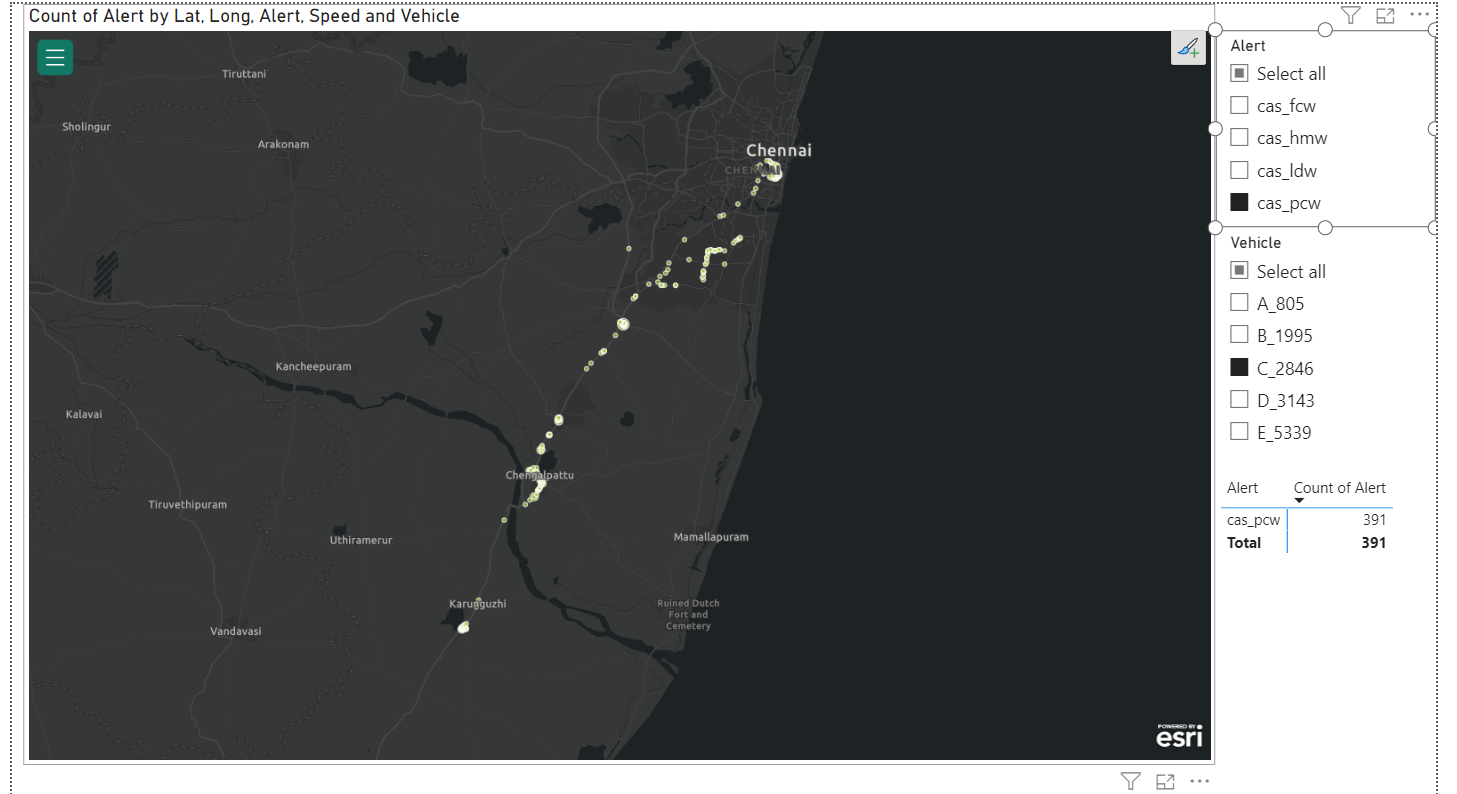 Count of Alert by Lat, Long, Alert, Speed and Vehicle
Tiruttani
Sholingur
Arakonam
Chennai
Kancheepuram
Kalavai
Chengalpattu
Tiruvethipuram
Uthiramerur
Mamallapuram
Karunguzhi
Ruined Dutch
Fort and
Cemetery
Vandavasi
POWERED BY
esri
Alert
Select all
cas_fcw
cas_hmw
cas_ldw
cas_pcw
Vehicle
Select all
A_805
B_1995
C_2846
D_3143
E_5339
Alert Count of Alert
cas_pcw 391
Total 391